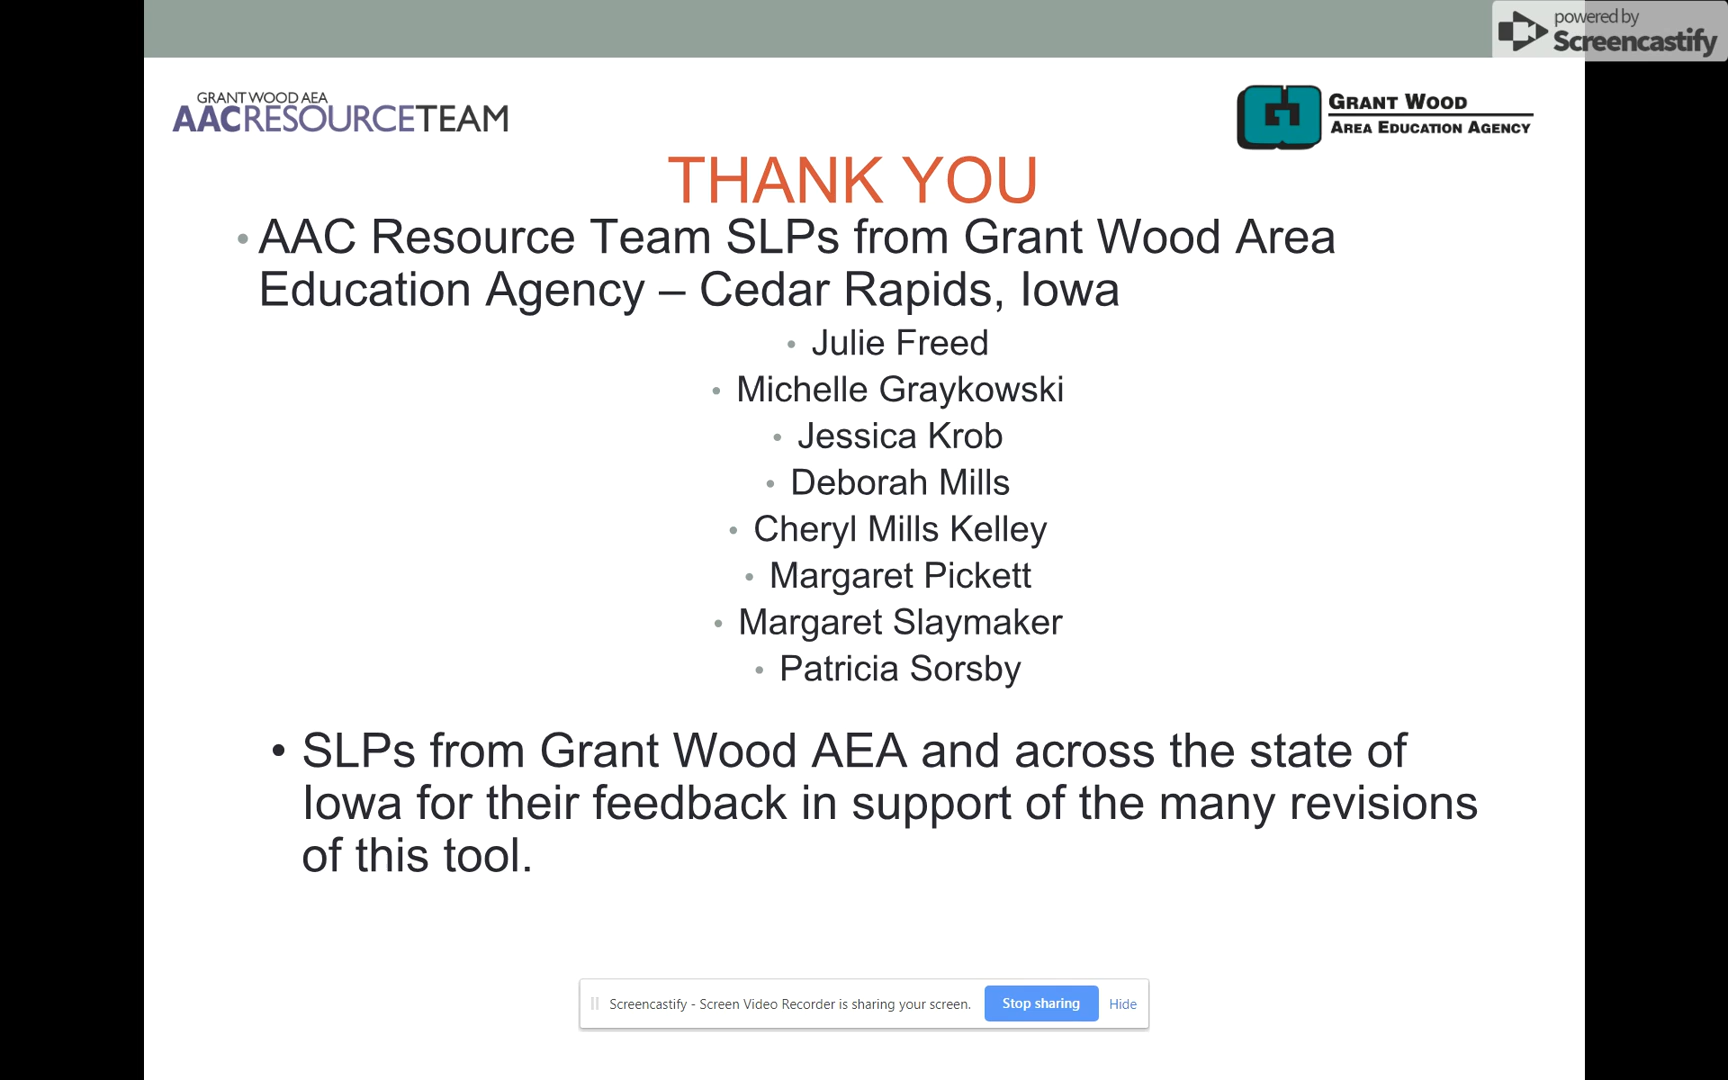 powered by
Screencastify
GRANT WOOD AEA
AACRESOURCETEAM
GRANT WOOD
AREA EDUCATION AGENCY
THANK YOU
• AAC Resource Team SLPs from Grant Wood Area
Education Agency – Cedar Rapids, Iowa
• Julie Freed
• Michelle Graykowski
• Jessica Krob
• Deborah Mills
• Cheryl Mills Kelley
• Margaret Pickett
• Margaret Slaymaker
• Patricia Sorsby
• SLPs from Grant Wood AEA and across the state of
Iowa for their feedback in support of the many revisions
of this tool.
Screencastify - Screen Video Recorder is sharing your screen. Stop sharing Hide